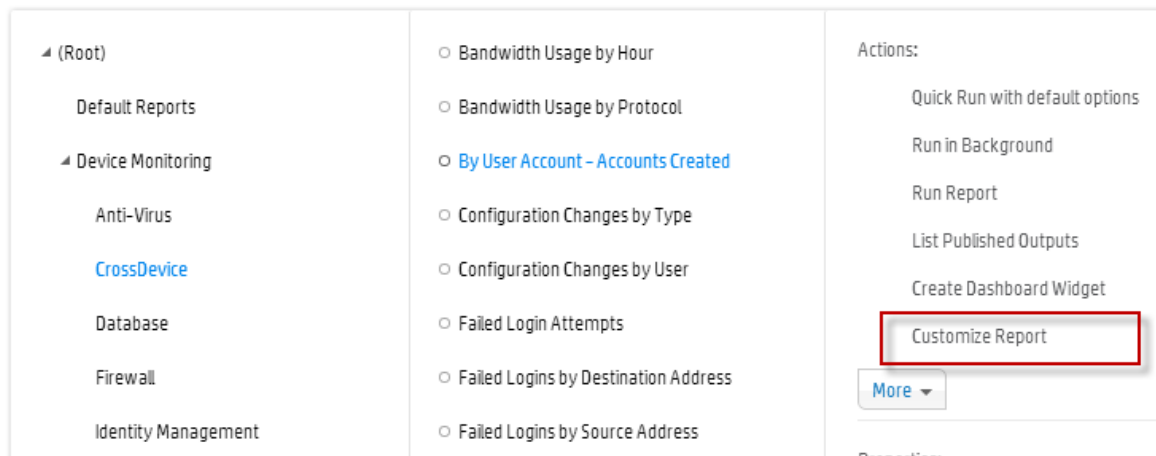 (Root)
Default Reports
Device Monitoring
Anti-Virus
CrossDevice
Database
Firewall
Identity Management
Bandwidth Usage by Hour
Bandwidth Usage by Protocol
By User Account - Accounts Created
Configuration Changes by Type
Configuration Changes by User
Failed Login Attempts
Failed Logins by Destination Address
Failed Logins by Source Address
Actions:
Quick Run with default options
Run in Background
Run Report
List Published Outputs
Create Dashboard Widget
Customize Report
More